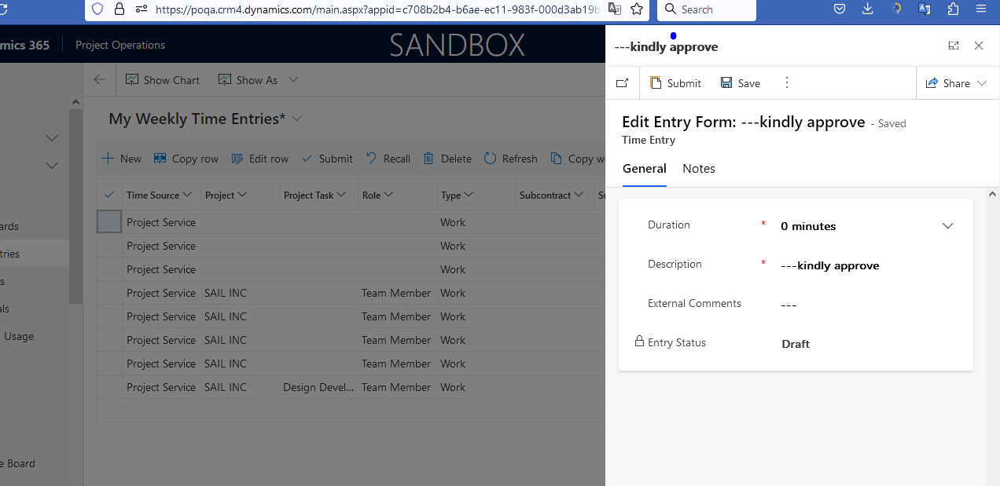 https://poqa.crm4.dynamics.com/main.aspx?appid=c708b2b4-b6ae-ec11-983f-000d3ab19b
Search
mics 365
Project Operations
SANDBOX
---kindly approve
Show Chart
Show As
Submit
Save
Share
My Weekly Time Entries*
Edit Entry Form: ---kindly approve - Saved
Time Entry
New
Copy row
Edit row
Submit
Recall
Delete
Refresh
Copy w
General
Notes
Time Source
Project
Project Task
Role
Type
Subcontract
Su
Project Service Work
Project Service Work
Project Service Work
Project Service SAIL INC Team Member Work
Project Service SAIL INC Team Member Work
Project Service SAIL INC Team Member Work
Project Service SAIL INC Team Member Work
Project Service SAIL INC Design Devel... Team Member Work
ards
tries
s
als
Usage
e Board
Duration * 0 minutes
Description * ---kindly approve
External Comments ---
Entry Status Draft